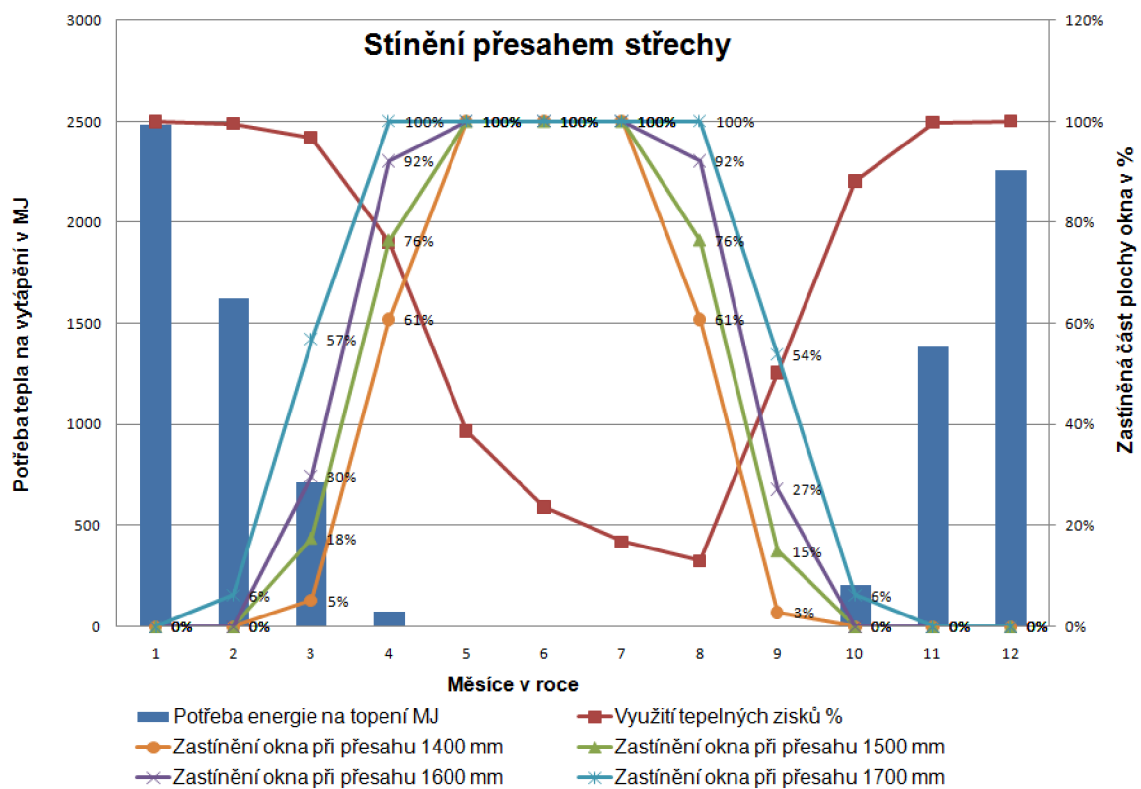 Stínění přesahem střechy
Potřeba tepla na vytápění v MJ
3000
2500
2000
1500
1000
500
0
Zastíněná část plochy okna v %
120%
100%
80%
60%
40%
20%
0%
100% 100% 100% 100% 100%
92% 92%
76% 76%
61% 61%
57% 54%
30% 27%
18% 15%
6% 6%
5% 3%
0% 0% 0% 0% 0%
1 2 3 4 5 6 7 8 9 10 11 12
Měsíce v roce
Potřeba energie na topení MJ
Využití tepelných zisků %
Zastínění okna při přesahu 1400 mm
Zastínění okna při přesahu 1500 mm
Zastínění okna při přesahu 1600 mm
Zastínění okna při přesahu 1700 mm